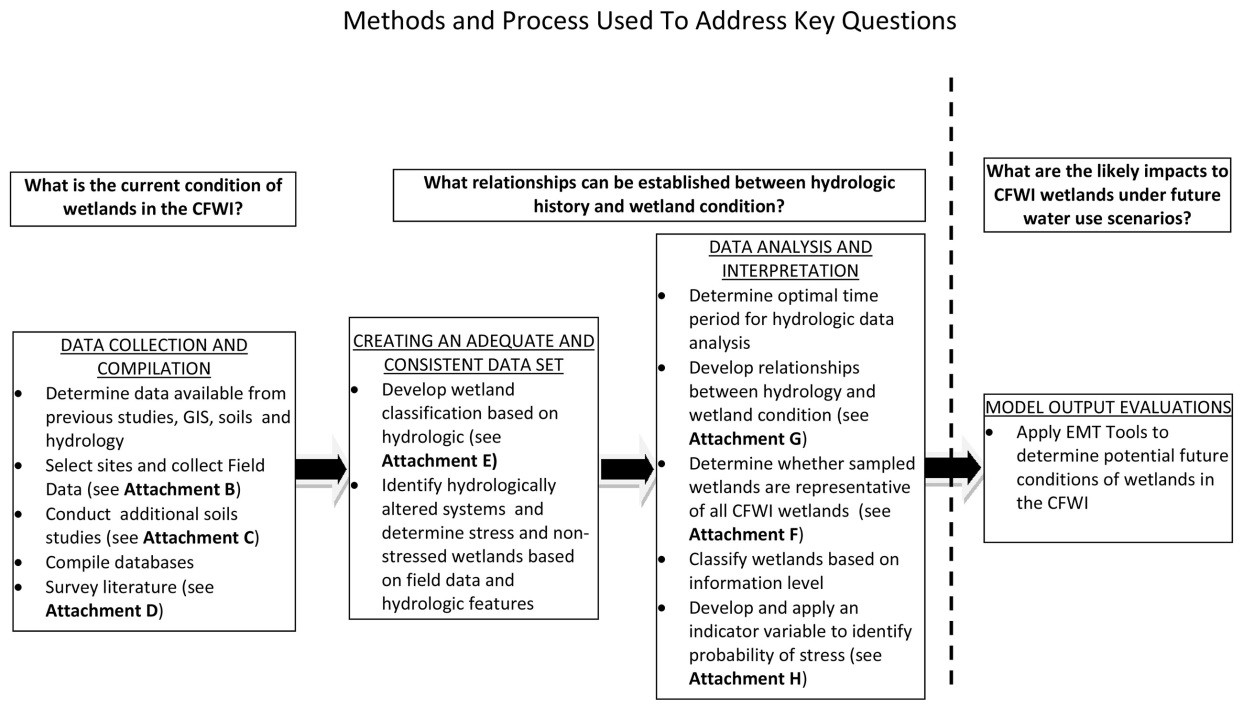 Methods and Process Used To Address Key Questions
What is the current condition of
wetlands in the CFWI?
What relationships can be established between hydrologic
history and wetland condition?
What are the likely impacts to
CFWI wetlands under future
water use scenarios?
DATA COLLECTION AND
COMPILATION
• Determine data available from
previous studies, GIS, soils and
hydrology
• Select sites and collect Field
Data (see Attachment B)
• Conduct additional soils
studies (see Attachment C)
• Compile databases
• Survey literature (see
Attachment D)
CREATING AN ADEQUATE AND
CONSISTENT DATA SET
• Develop wetland
classification based on
hydrologic (see
Attachment E)
• Identify hydrologically
altered systems and
determine stress and non-
stressed wetlands based
on field data and
hydrologic features
DATA ANALYSIS AND
INTERPRETATION
• Determine optimal time
period for hydrologic data
analysis
• Develop relationships
between hydrology and
wetland condition (see
Attachment G)
• Determine whether sampled
wetlands are representative
of all CFWI wetlands (see
Attachment F)
• Classify wetlands based on
information level
• Develop and apply an
indicator variable to identify
probability of stress (see
Attachment H)
MODEL OUTPUT EVALUATIONS
• Apply EMT Tools to
determine potential future
conditions of wetlands in
the CFWI